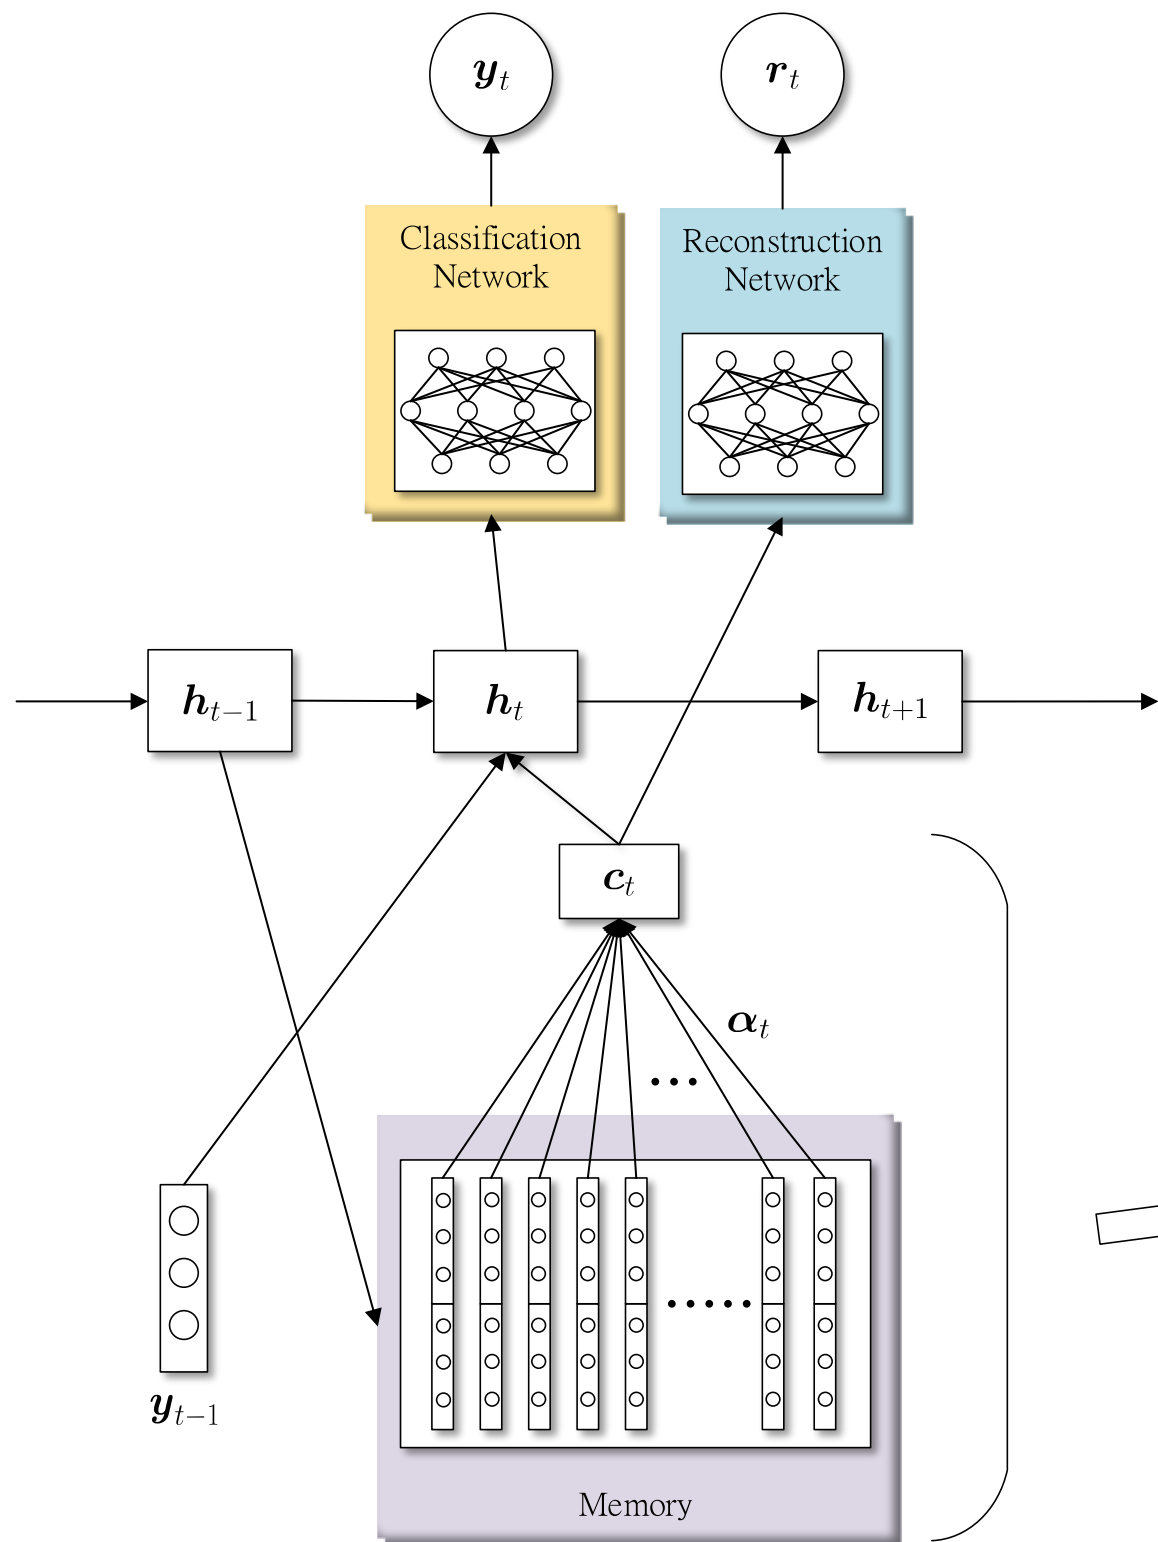 y_t
r_t
Classification
Network
Reconstruction
Network
h_{t−1}
h_t
h_{t+1}
c_t
α_t
...
.....
y_{t−1}
Memory